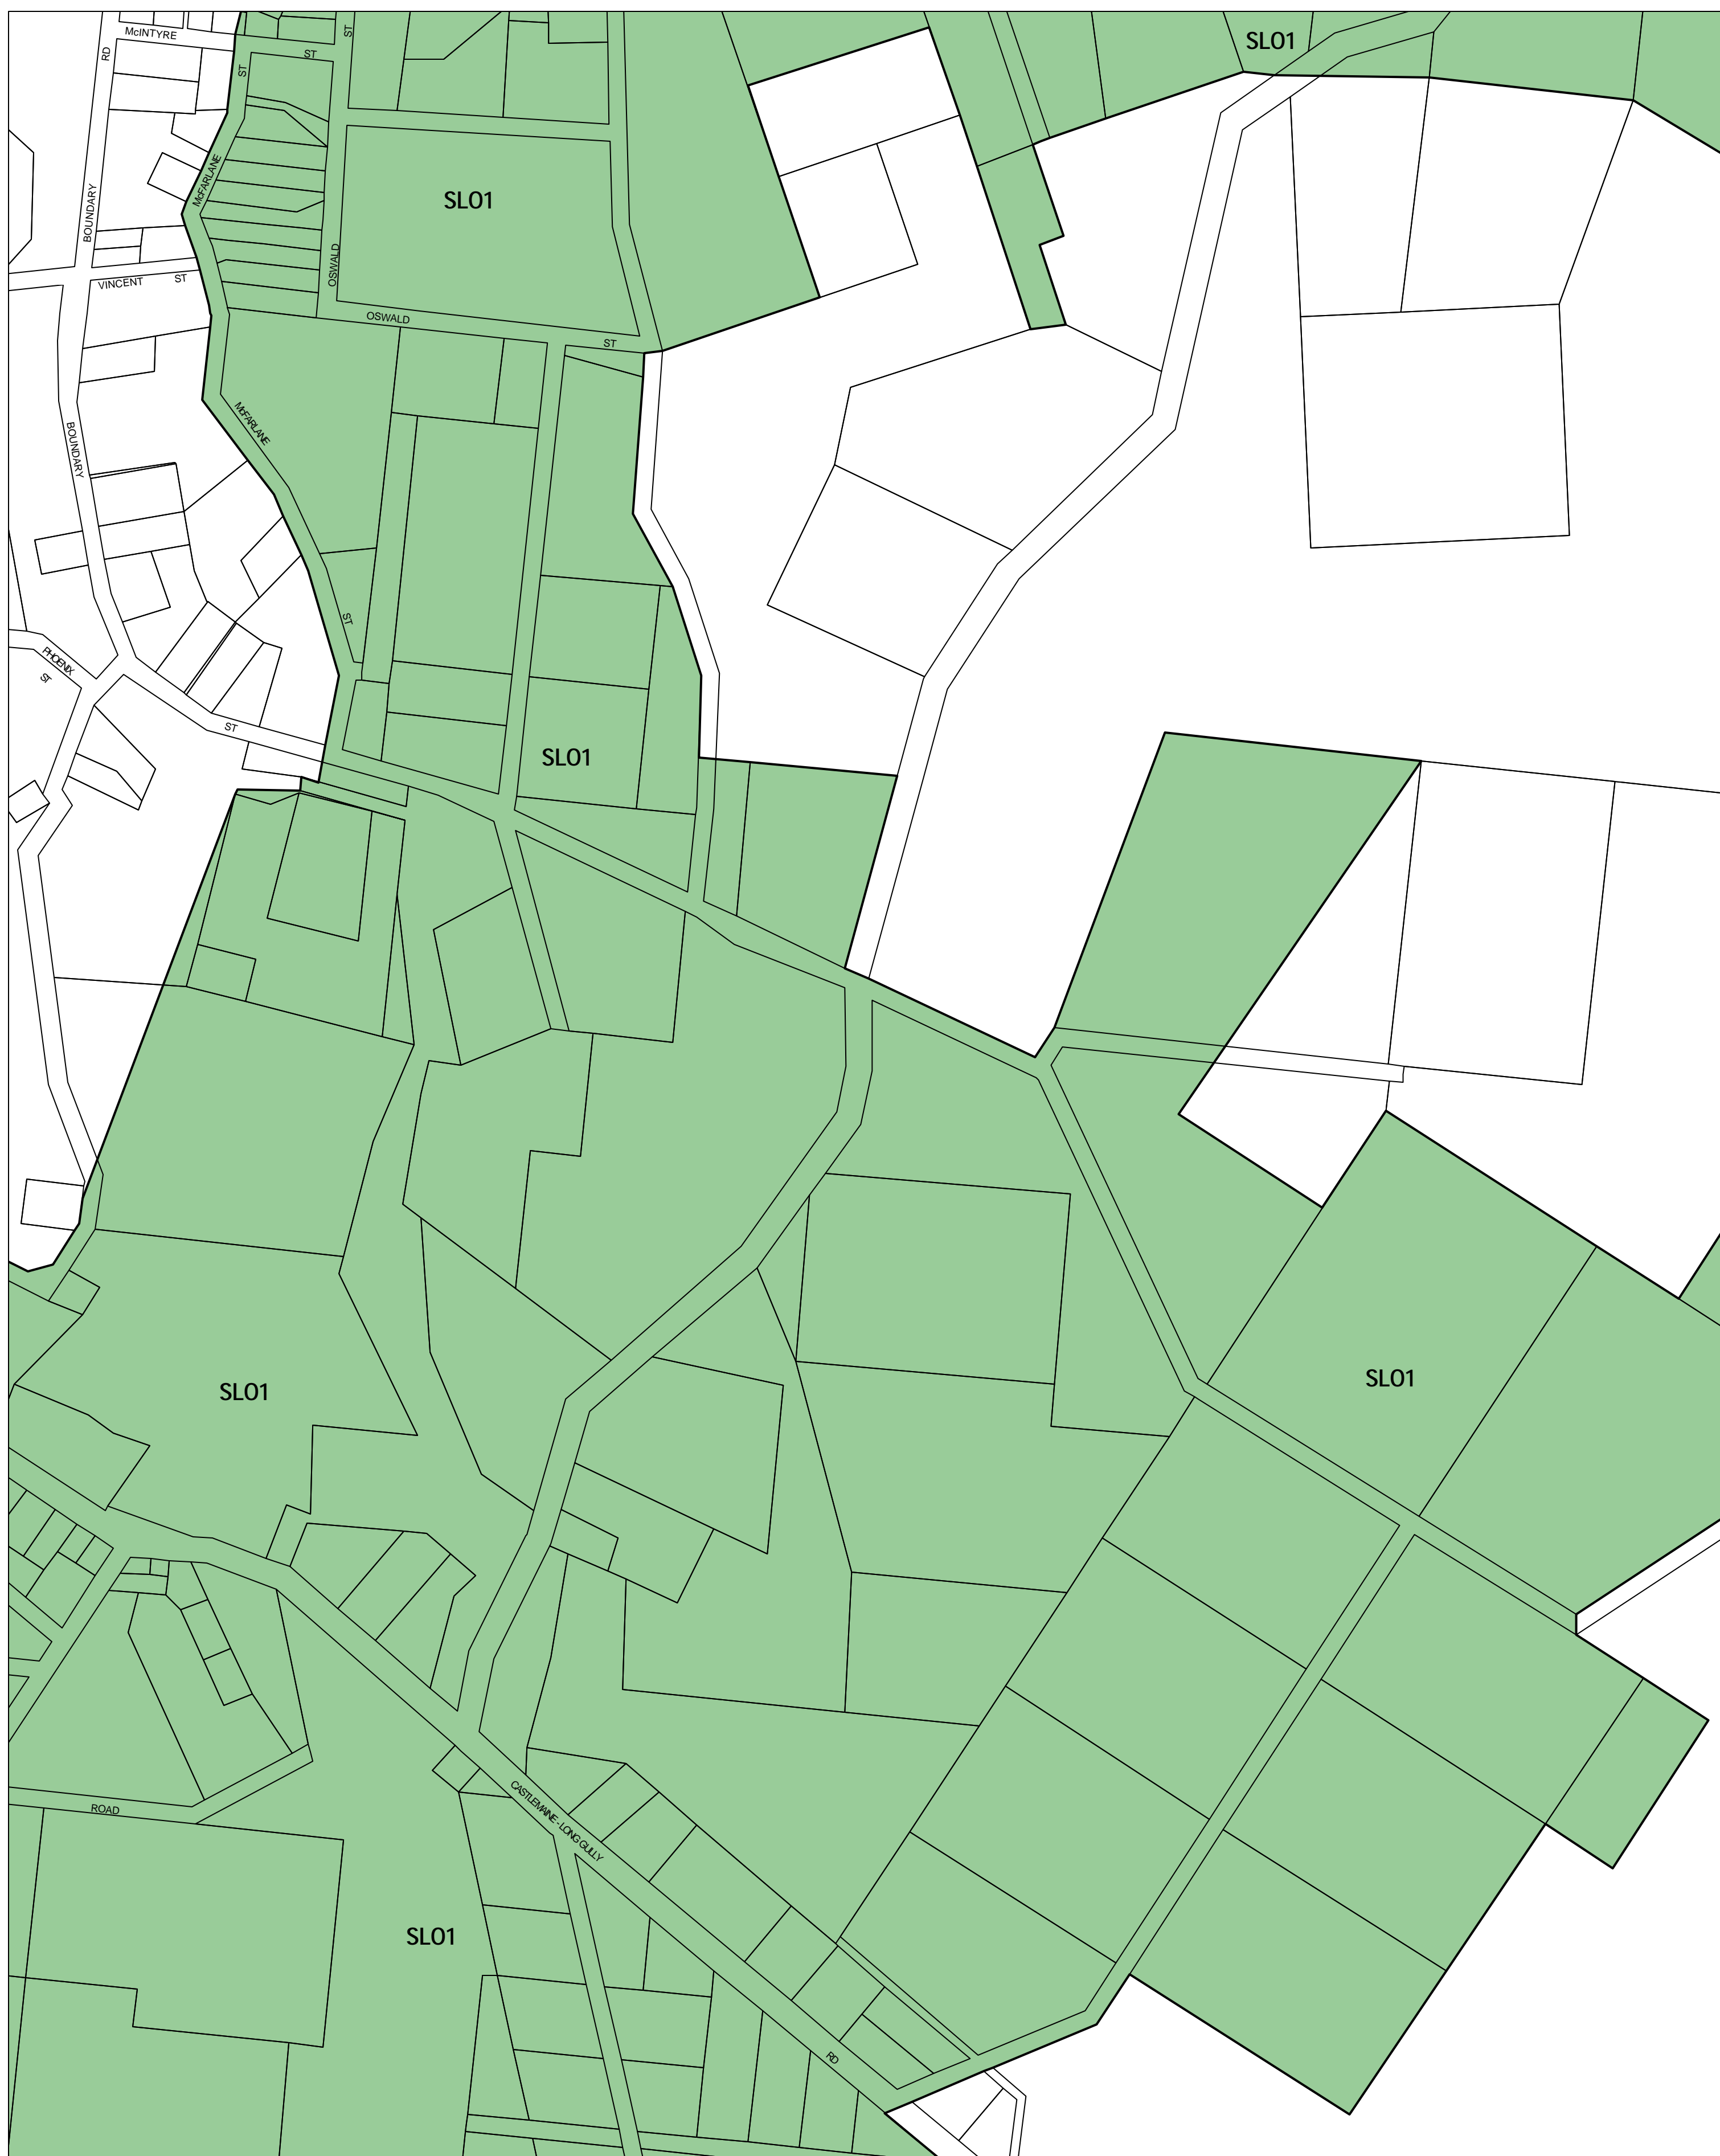 McINTYRE
ST
SLO1
RD
ST
ST
McFARLANE
SLO1
BOUNDARY
VINCENT
ST
OSWALD
OSWALD
ST
McFARLANE
BOUNDARY
ST
PHOENIX
ST
ST
SLO1
SLO1
SLO1
CASTLEMAINE - LONG GULLY
ROAD
SLO1
RD